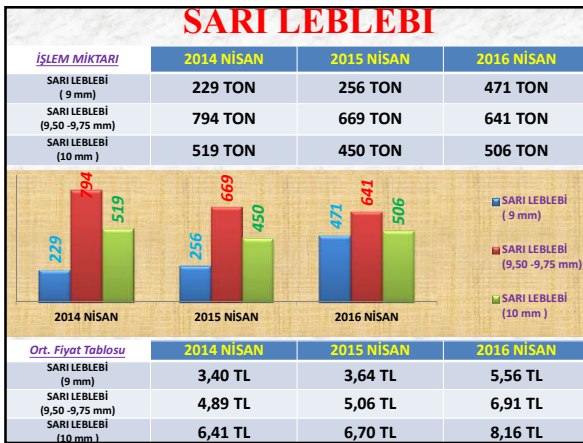 SARI LEBLEBİ
İŞLEM MİKTARI 2014 NİSAN 2015 NİSAN 2016 NİSAN
SARI LEBLEBİ
( 9 mm) 229 TON 256 TON 471 TON
SARI LEBLEBİ
(9,50 -9,75 mm) 794 TON 669 TON 641 TON
SARI LEBLEBİ
(10 mm ) 519 TON 450 TON 506 TON
229 794 519 256 669 450 471 641 506
2014 NİSAN 2015 NİSAN 2016 NİSAN
SARI LEBLEBİ
( 9 mm)
SARI LEBLEBİ
(9,50 -9,75 mm)
SARI LEBLEBİ
(10 mm )
Ort. Fiyat Tablosu 2014 NİSAN 2015 NİSAN 2016 NİSAN
SARI LEBLEBİ
(9 mm) 3,40 TL 3,64 TL 5,56 TL
SARI LEBLEBİ
(9,50 -9,75 mm) 4,89 TL 5,06 TL 6,91 TL
SARI LEBLEBİ
(10 mm ) 6,41 TL 6,70 TL 8,16 TL